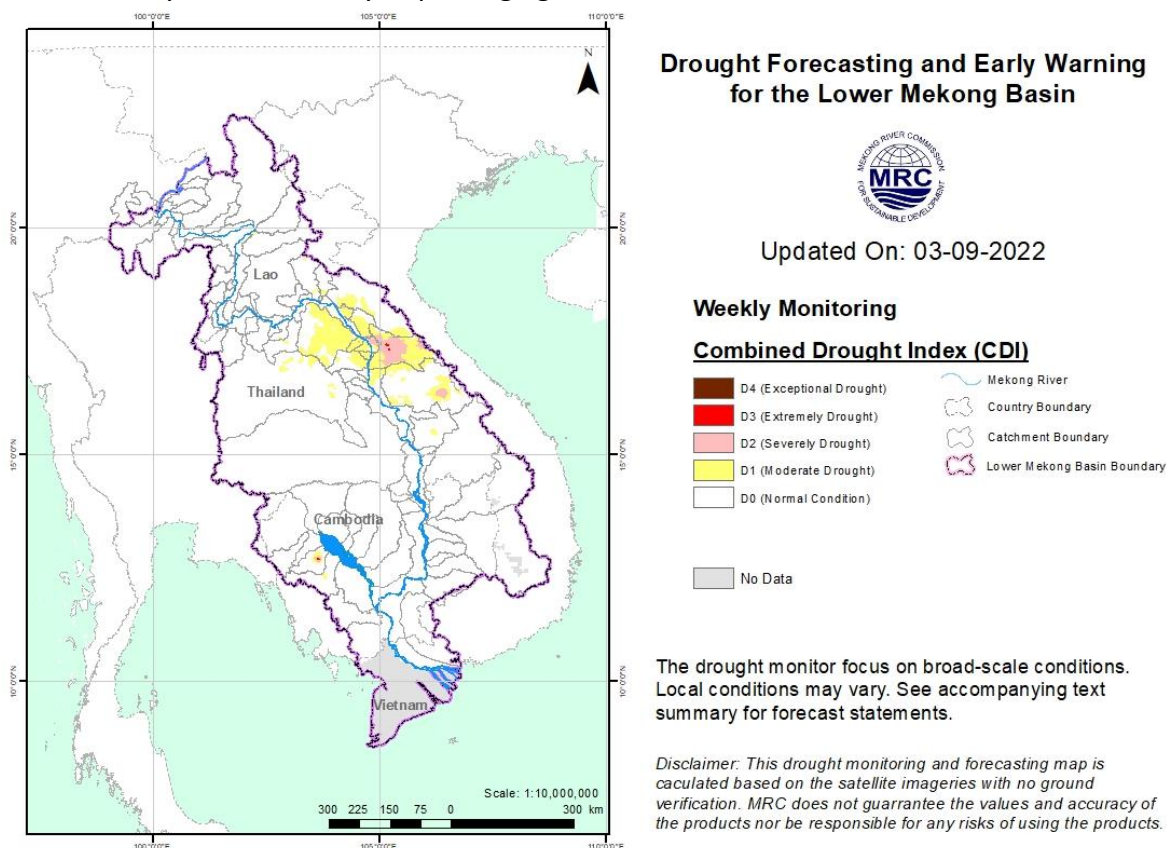 100°0'0"E 105°0'0"E 110°0'0"E
N
20°0'0"N 20°0'0"N
15°0'0"N 15°0'0"N
10°0'0"N 10°0'0"N
Lao
Thailand
Cambodia
Vietnam
Scale: 1:10,000,000
300 225 150 75 0 300 km
100°0'0"E 105°0'0"E 110°0'0"E
Drought Forecasting and Early Warning
for the Lower Mekong Basin
MEKONG RIVER COMMISSION
MRC
FOR SUSTAINABLE DEVELOPMENT
Updated On: 03-09-2022
Weekly Monitoring
Combined Drought Index (CDI)
D4 (Exceptional Drought)
D3 (Extremely Drought)
D2 (Severely Drought)
D1 (Moderate Drought)
D0 (Normal Condition)
No Data
Mekong River
Country Boundary
Catchment Boundary
Lower Mekong Basin Boundary
The drought monitor focus on broad-scale conditions.
Local conditions may vary. See accompanying text
summary for forecast statements.
Disclaimer: This drought monitoring and forecasting map is
caculated based on the satellite imageries with no ground
verification. MRC does not guarrantee the values and accuracy of
the products nor be responsible for any risks of using the products.